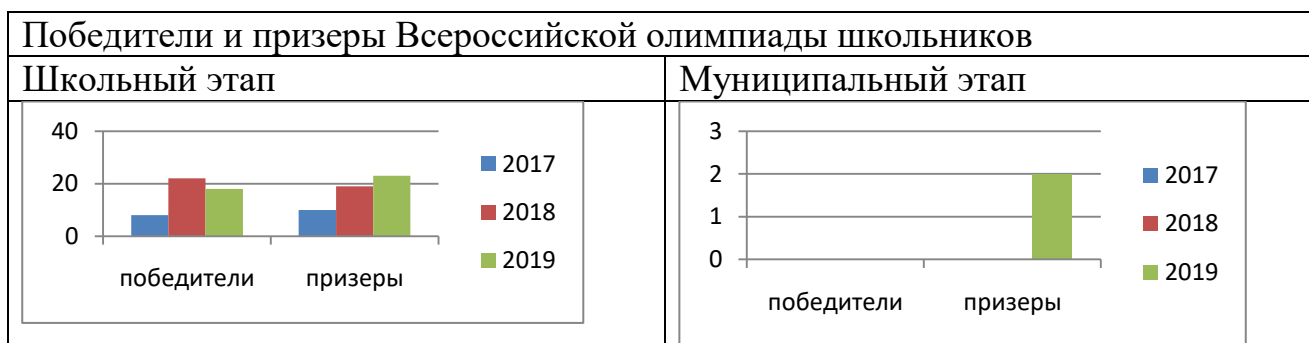 Победители и призеры Всероссийской олимпиады школьников
Школьный этап
Муниципальный этап
40
20
0
победители призеры
2017
2018
2019
3
2
1
0
победители призеры
2017
2018
2019